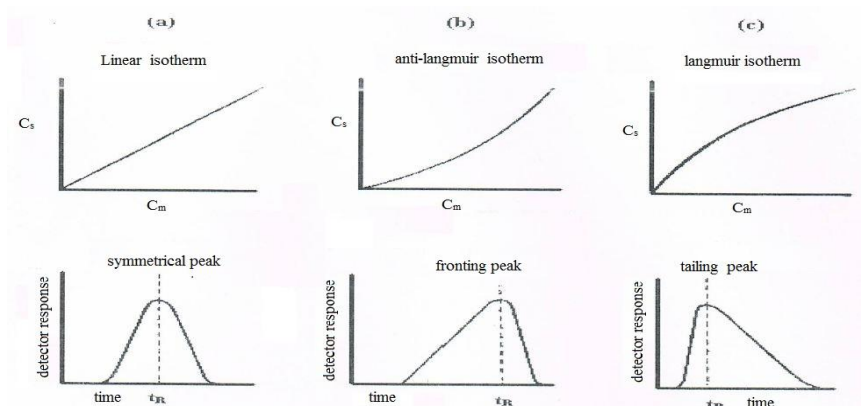 (a)
Linear isotherm
Cs
Cm
symmetrical peak
detector response
time
tR
(b)
anti-langmuir isotherm
Cm
fronting peak
detector response
time
tR
(c)
langmuir isotherm
Cs
Cm
tailing peak
detector response
tR
time